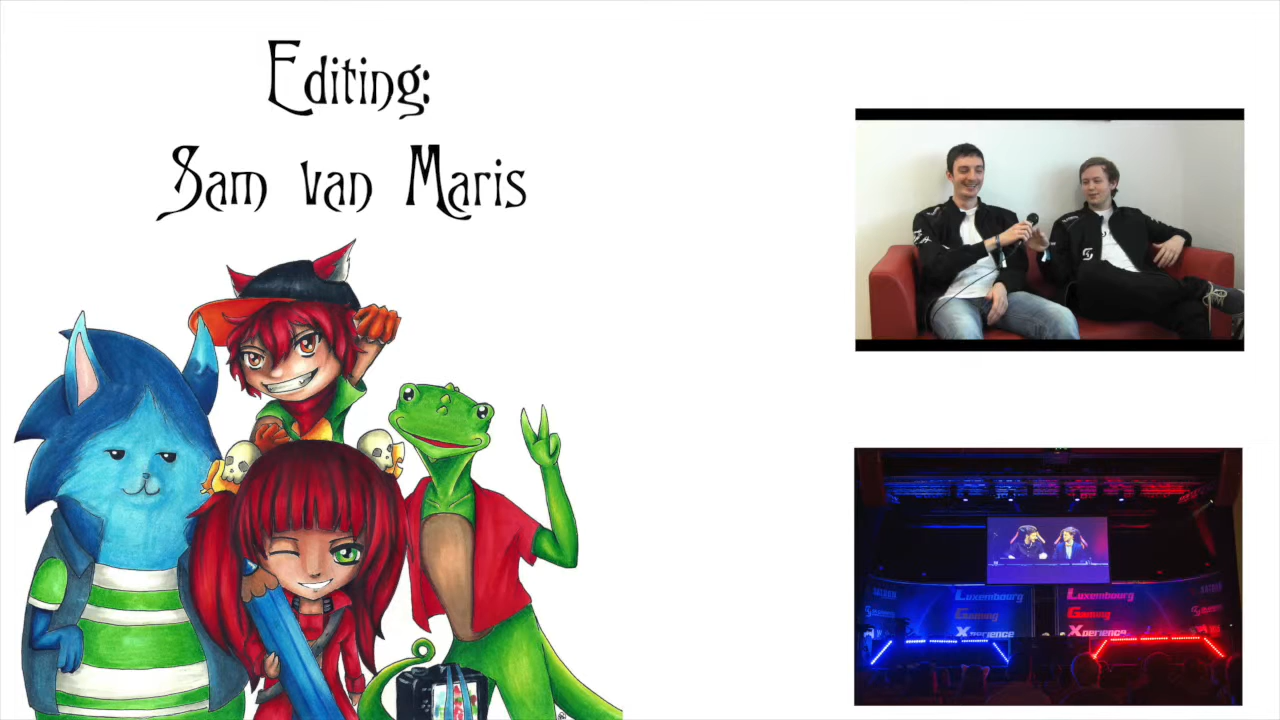 Editing:
Sam van Maris
Luxembourg
Gaming
Xperience
Luxembourg
Gaming
Xperience